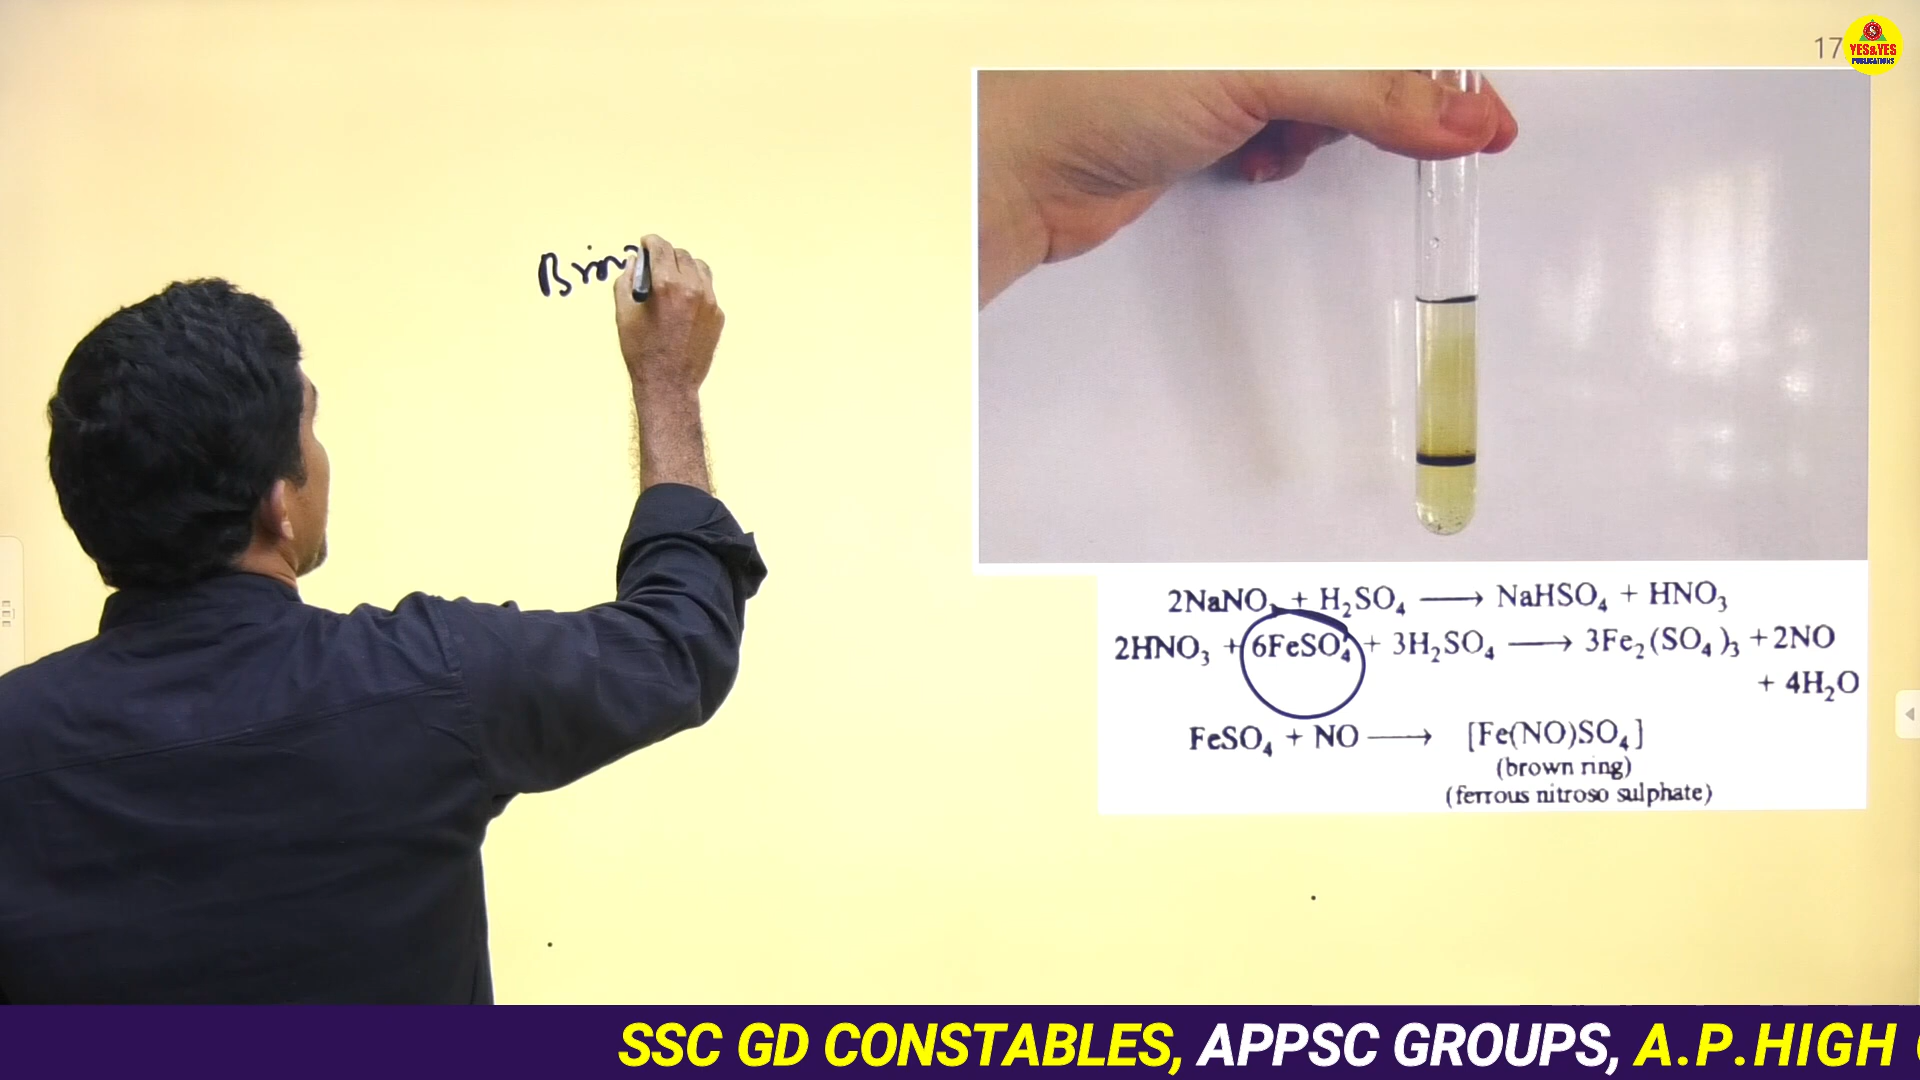 17
YES&YES
PUBLICATIONS
2NaNO₃ + H₂SO₄ ⟶ NaHSO₄ + HNO₃
2HNO₃ + 6FeSO₄ + 3H₂SO₄ ⟶ 3Fe₂(SO₄)₃ + 2NO
+ 4H₂O
FeSO₄ + NO ⟶ [Fe(NO)SO₄]
(brown ring)
(ferrous nitroso sulphate)
SSC GD CONSTABLES, APPSC GROUPS, A.P.HIGH